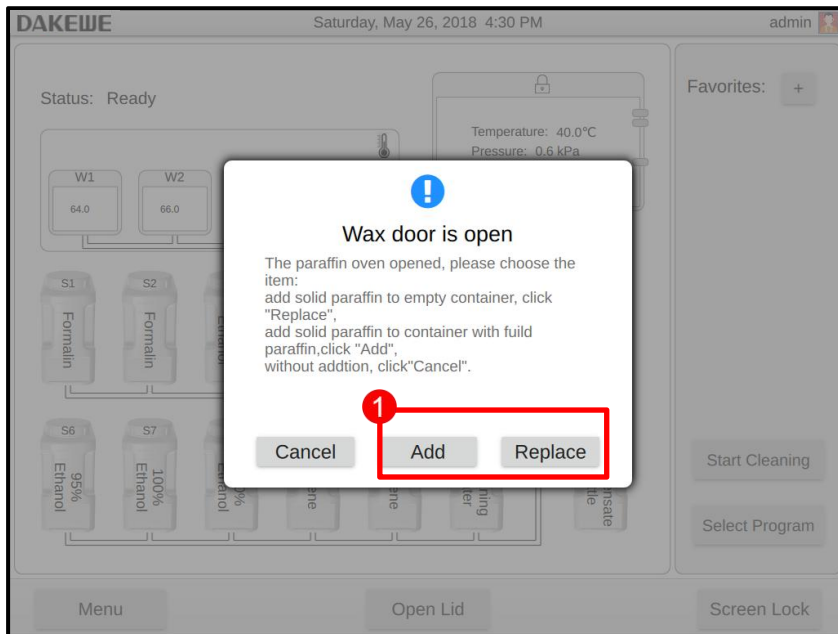 DAKEWE
Saturday, May 26, 2018 4:30 PM
admin
Status: Ready
Favorites: +
Temperature: 40.0°C
Pressure: 0.6 kPa
W1
W2
64.0
66.0
Wax door is open
The paraffin oven opened, please choose the
item:
add solid paraffin to empty container, click
"Replace",
add solid paraffin to container with fuild
paraffin,click "Add",
without addtion, click"Cancel".
S1
S2
Formalin
Formalin
1
Cancel
Add
Replace
S6
S7
95%
Ethanol
100%
Ethanol
Start Cleaning
Select Program
Menu
Open Lid
Screen Lock